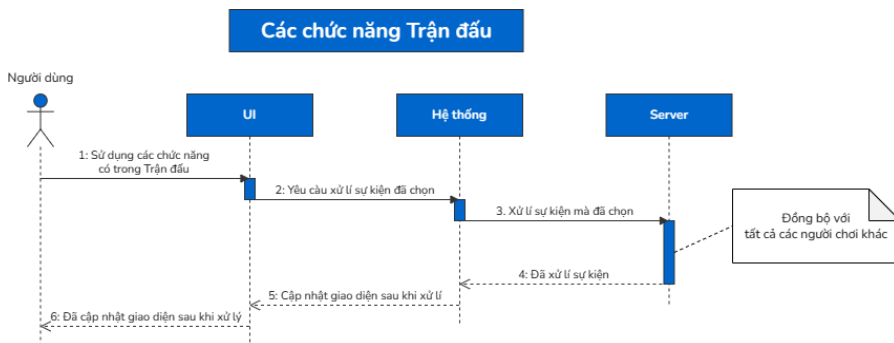 Các chức năng Trận đấu
Người dùng
UI
Hệ thống
Server
1: Sử dụng các chức năng
có trong Trận đấu
2: Yêu càu xử lí sự kiện đã chọn
3. Xử lí sự kiện mà đã chọn
Đồng bộ với
tất cả các người chơi khác
4: Đã xử lí sự kiện
5: Cập nhật giao diện sau khi xử lí
6: Đã cập nhật giao diện sau xử lý